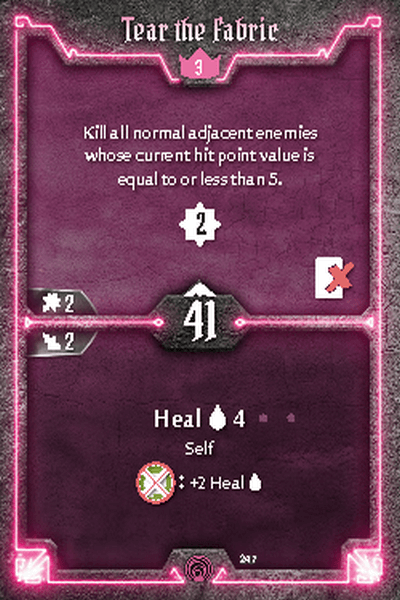 Tear the Fabric
3
Kill all normal adjacent enemies
whose current hit point value is
equal to or less than 5.
2
2
41
2
Heal 4
Self
: +2 Heal
247